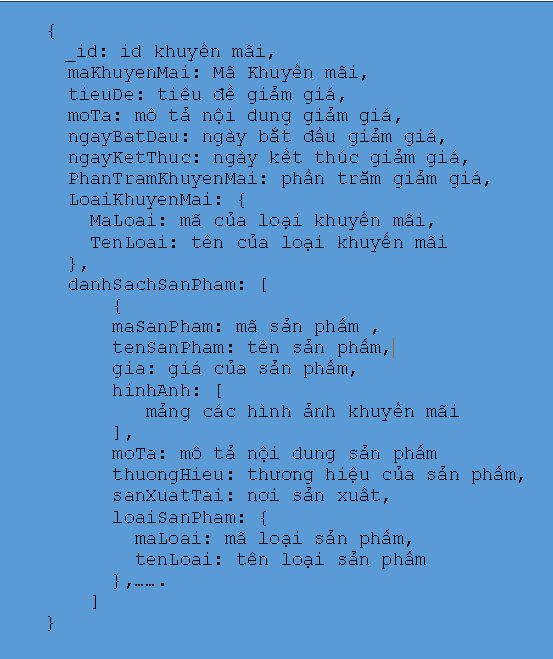 {
_id: id khuyến mãi,
maKhuyenMai: Mã Khuyến mãi,
tieuDe: tiêu đề giảm giá,
moTa: mô tả nội dung giảm giá,
ngayBatDau: ngày bắt đầu giảm giá,
ngayKetThuc: ngày kết thúc giảm giá,
PhanTramKhuyenMai: phần trăm giảm giá,
LoaiKhuyenMai: {
MaLoai: mã của loại khuyến mãi,
TenLoai: tên của loại khuyến mãi
},
danhSachSanPham: [
{
maSanPham: mã sản phẩm ,
tenSanPham: tên sản phẩm,
gia: giá của sản phẩm,
hinhAnh: [
mảng các hình ảnh khuyến mãi
],
moTa: mô tả nội dung sản phẩm
thuongHieu: thương hiệu của sản phẩm,
sanXuatTai: nơi sản xuất,
loaiSanPham: {
maLoai: mã loại sản phẩm,
tenLoai: tên loại sản phẩm
},…….
]
}